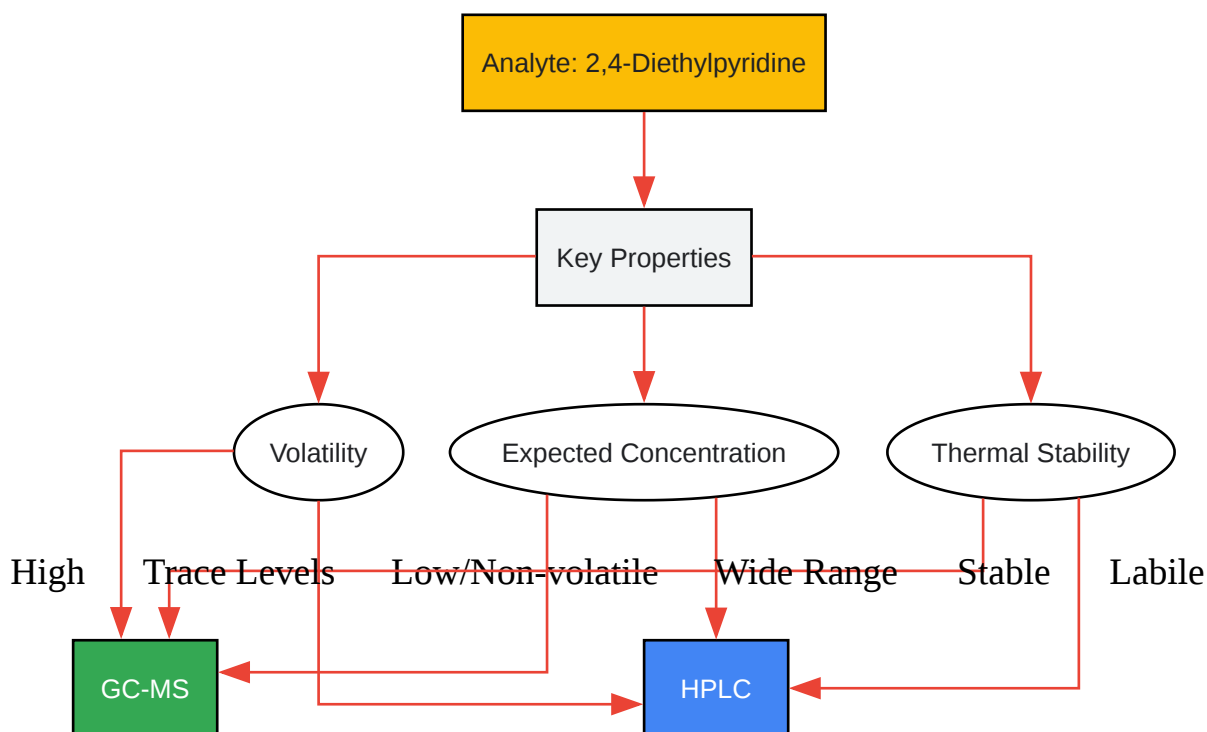 Analyte: 2,4-Diethylpyridine
Key Properties
Volatility
Expected Concentration
Thermal Stability
High
Trace Levels
Low/Non-volatile
Wide Range
Stable
Labile
GC-MS
HPLC